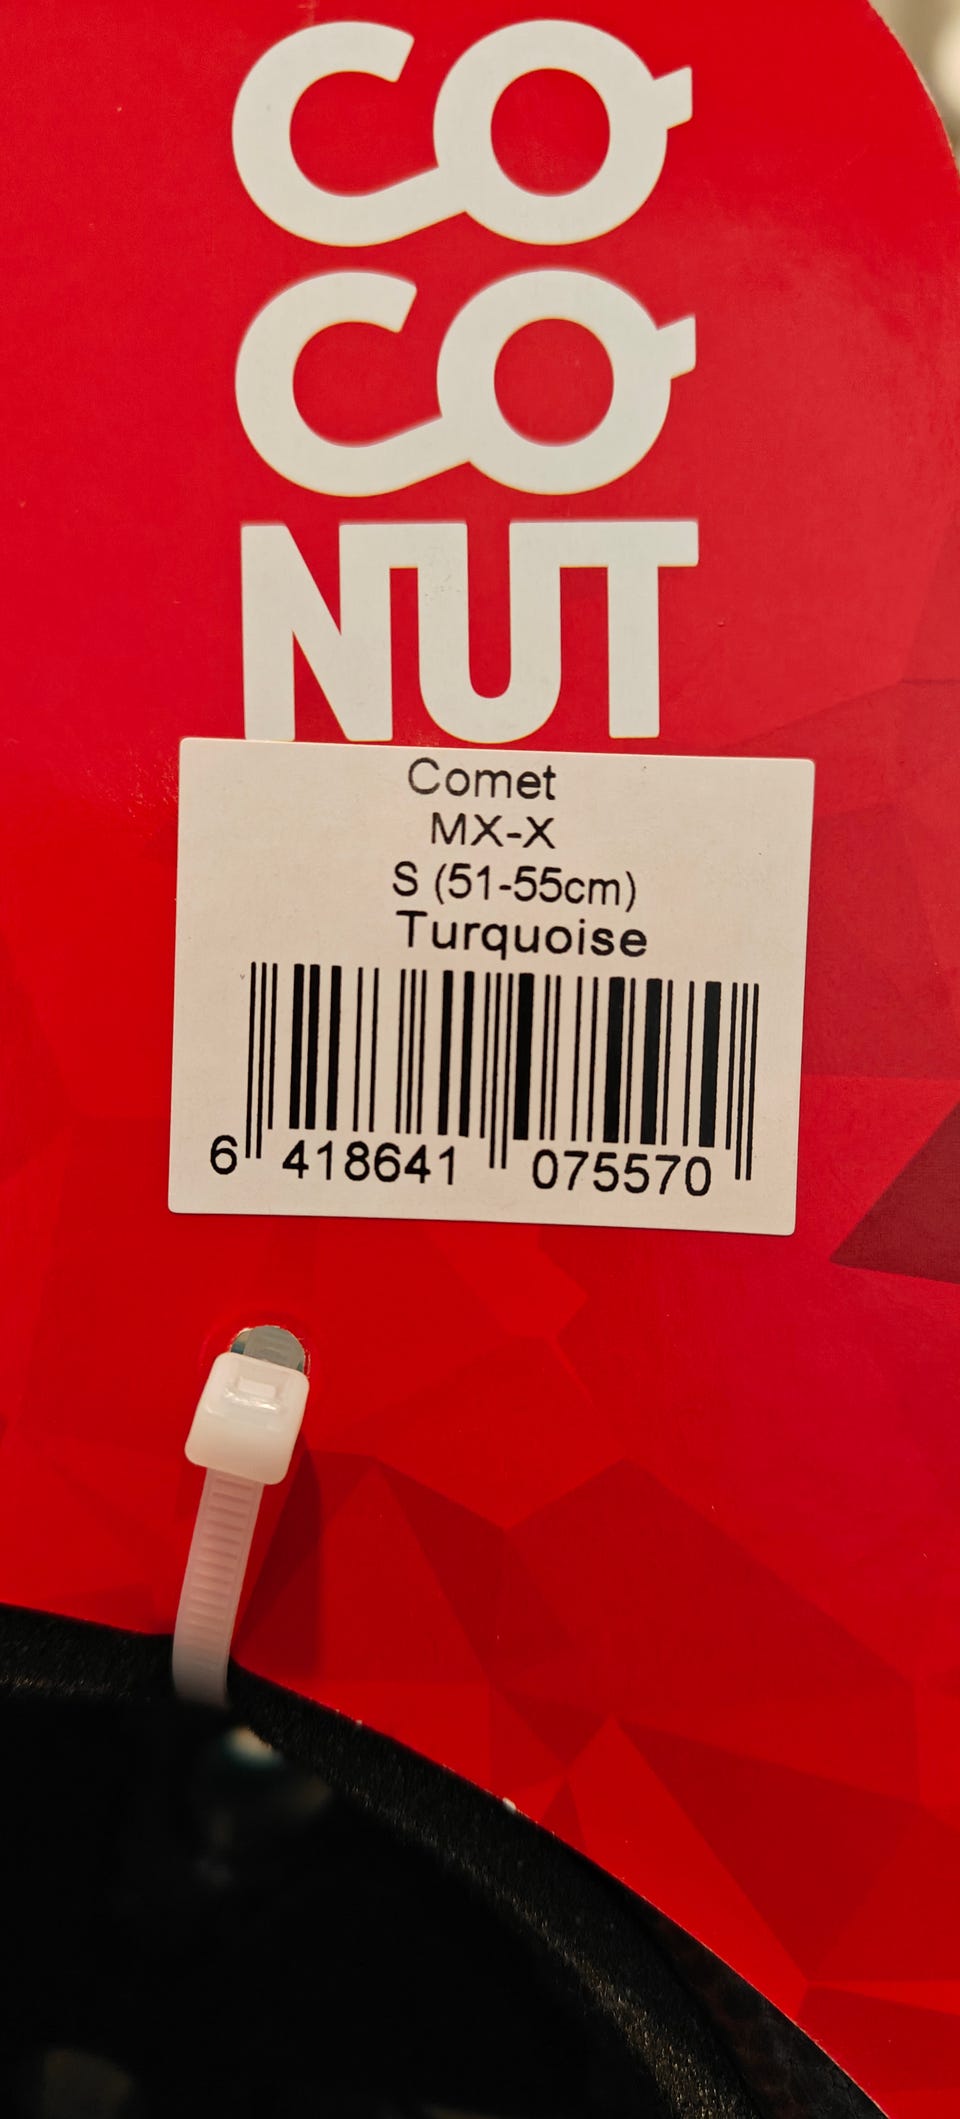 CO
CO
NUT
Comet
MX-X
S (51-55cm)
Turquoise
6 418641 075570